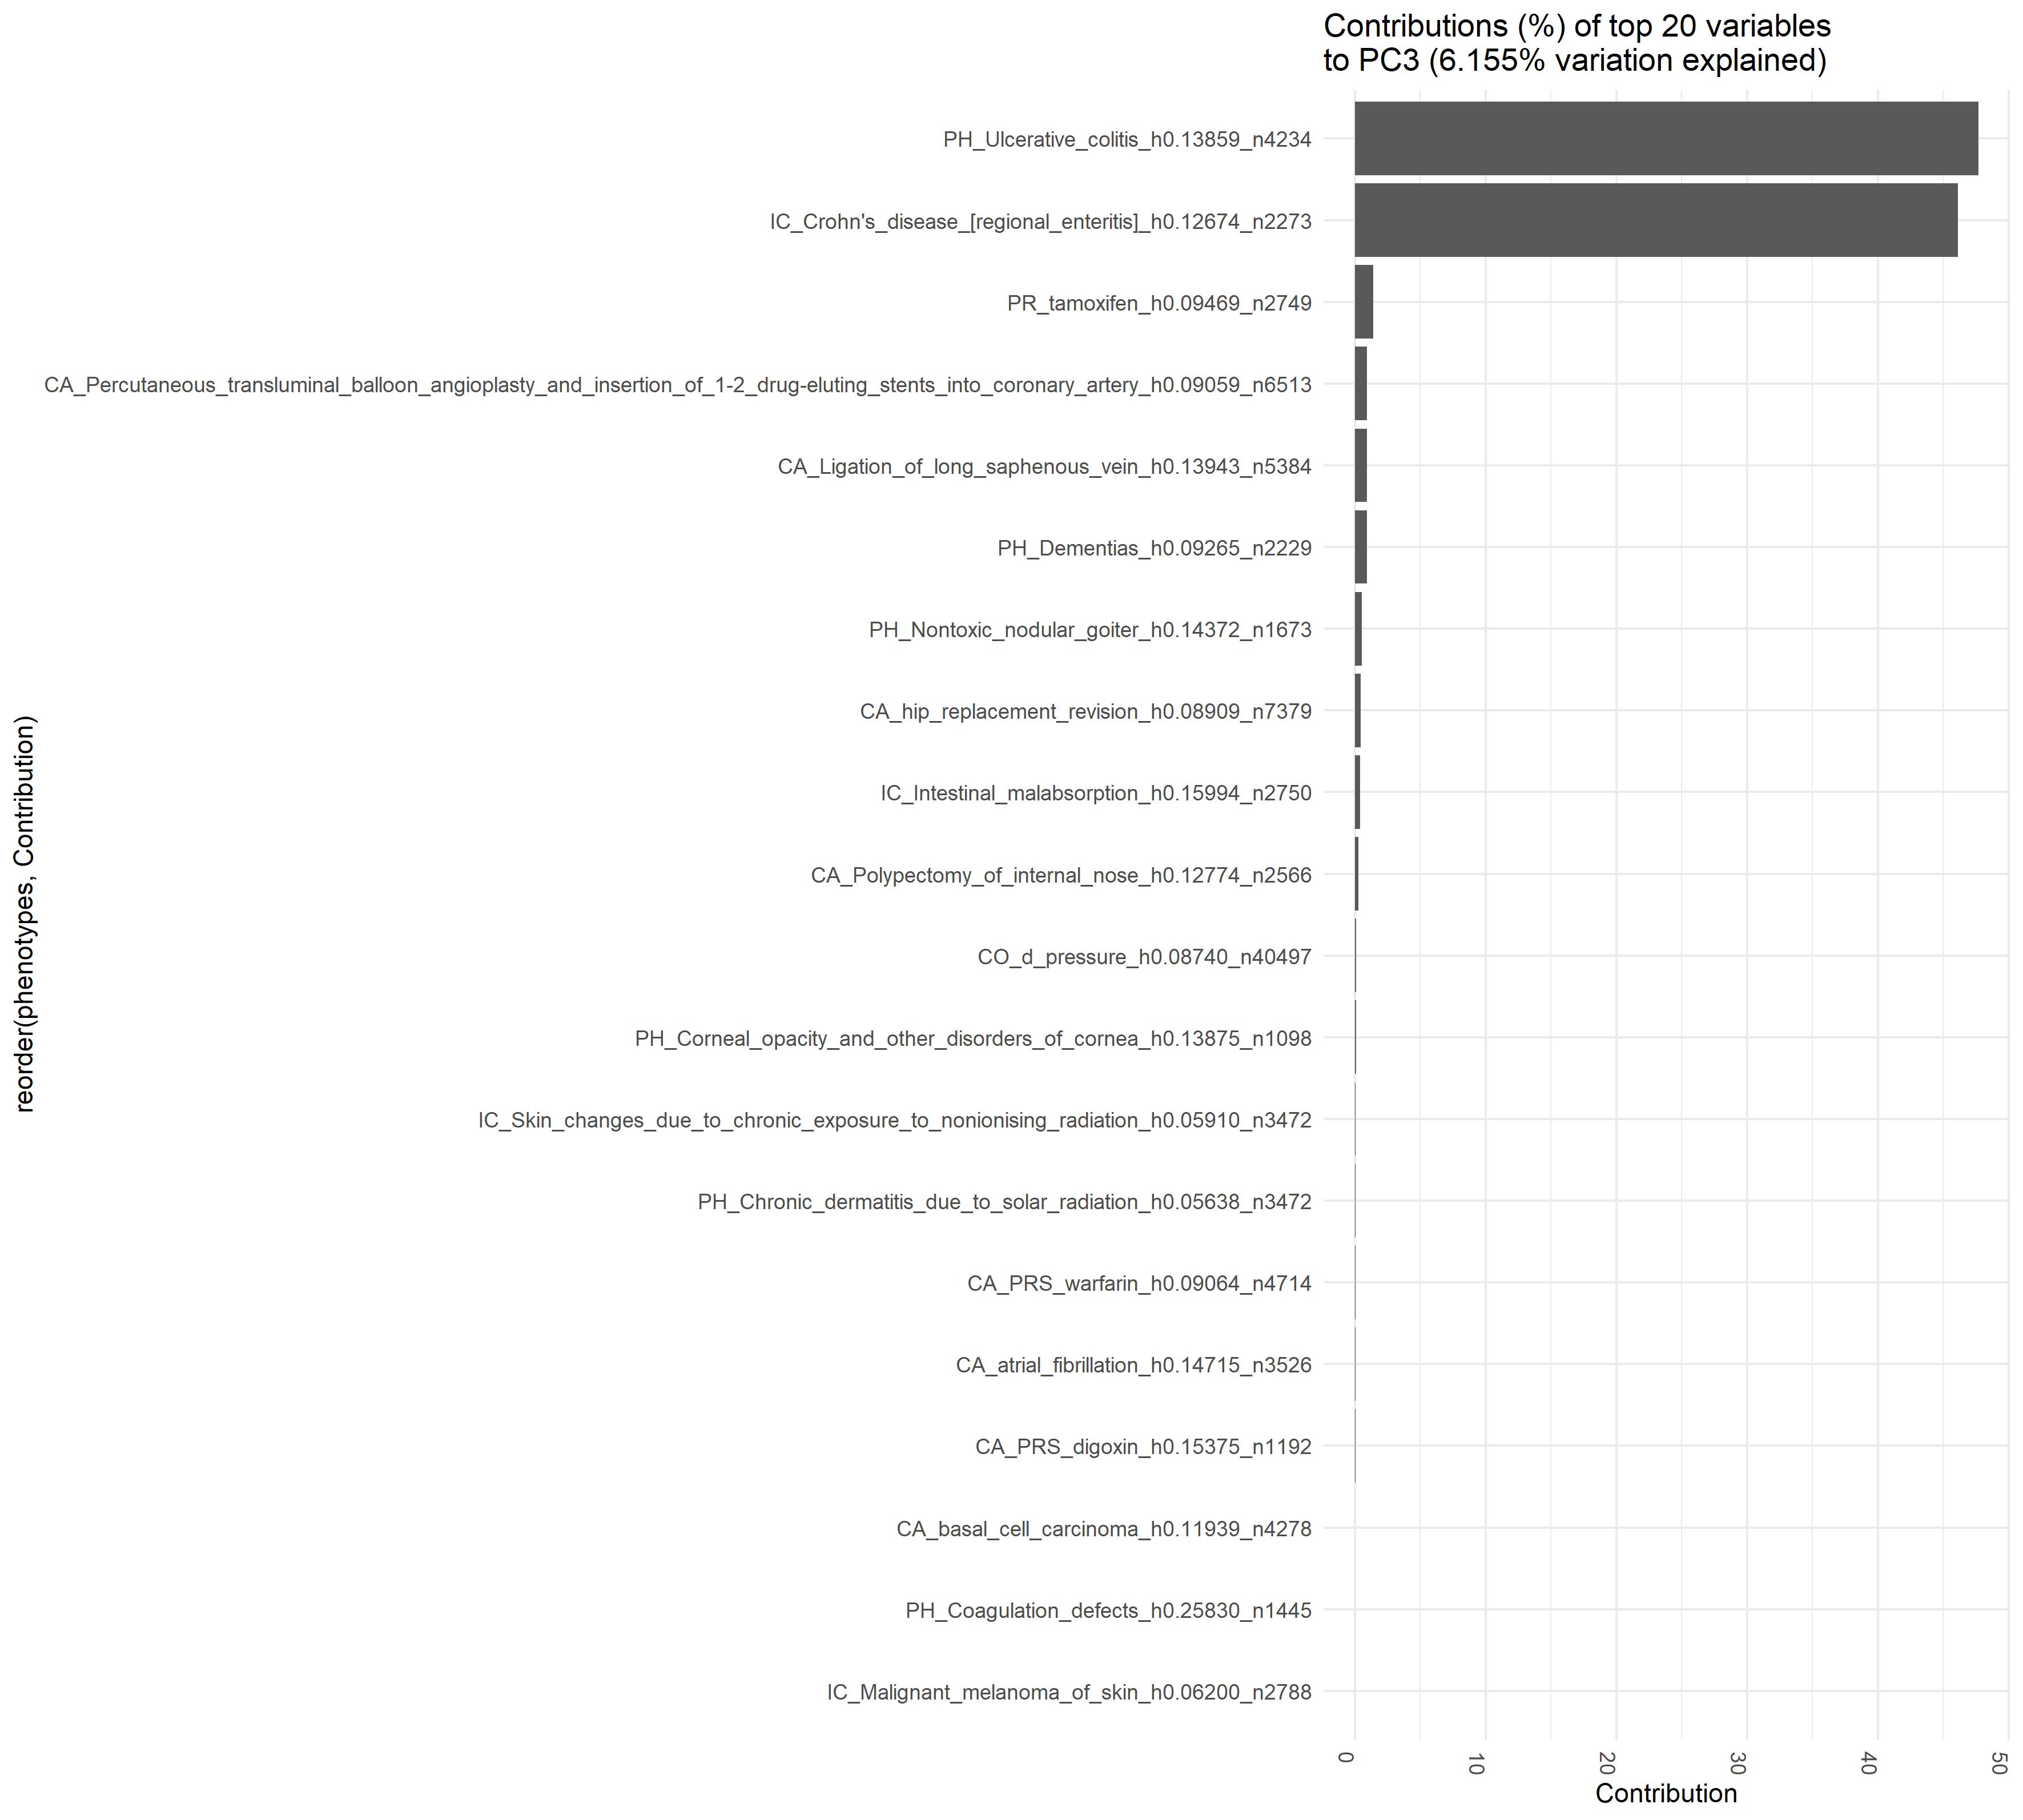 Contributions (%) of top 20 variables
to PC3 (6.155% variation explained)
reorder(phenotypes, Contribution)
PH_Ulcerative_colitis_h0.13859_n4234
IC_Crohn's_disease_[regional_enteritis]_h0.12674_n2273
PR_tamoxifen_h0.09469_n2749
CA_Percutaneous_transluminal_balloon_angioplasty_and_insertion_of_1-2_drug-eluting_stents_into_coronary_artery_h0.09059_n6513
CA_Ligation_of_long_saphenous_vein_h0.13943_n5384
PH_Dementias_h0.09265_n2229
PH_Nontoxic_nodular_goiter_h0.14372_n1673
CA_hip_replacement_revision_h0.08909_n7379
IC_Intestinal_malabsorption_h0.15994_n2750
CA_Polypectomy_of_internal_nose_h0.12774_n2566
CO_d_pressure_h0.08740_n40497
PH_Corneal_opacity_and_other_disorders_of_cornea_h0.13875_n1098
IC_Skin_changes_due_to_chronic_exposure_to_nonionising_radiation_h0.05910_n3472
PH_Chronic_dermatitis_due_to_solar_radiation_h0.05638_n3472
CA_PRS_warfarin_h0.09064_n4714
CA_atrial_fibrillation_h0.14715_n3526
CA_PRS_digoxin_h0.15375_n1192
CA_basal_cell_carcinoma_h0.11939_n4278
PH_Coagulation_defects_h0.25830_n1445
IC_Malignant_melanoma_of_skin_h0.06200_n2788
0 10 20 30 40 50
Contribution